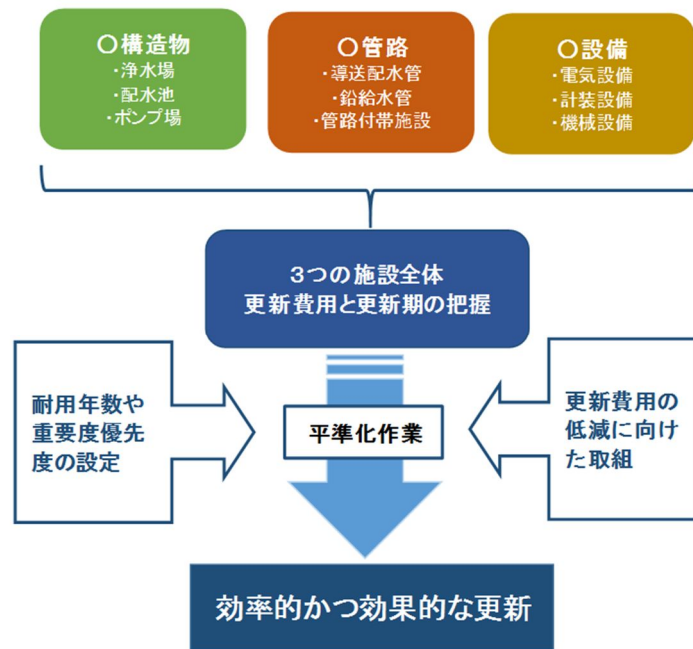 〇構造物
・浄水場
・配水池
・ポンプ場
〇管路
・導送配水管
・鉛給水管
・管路付帯施設
〇設備
・電気設備
・計装設備
・機械設備
３つの施設全体
更新費用と更新期の把握
耐用年数や
重要度優先
度の設定
平準化作業
更新費用の
低減に向け
た取組
効率的かつ効果的な更新